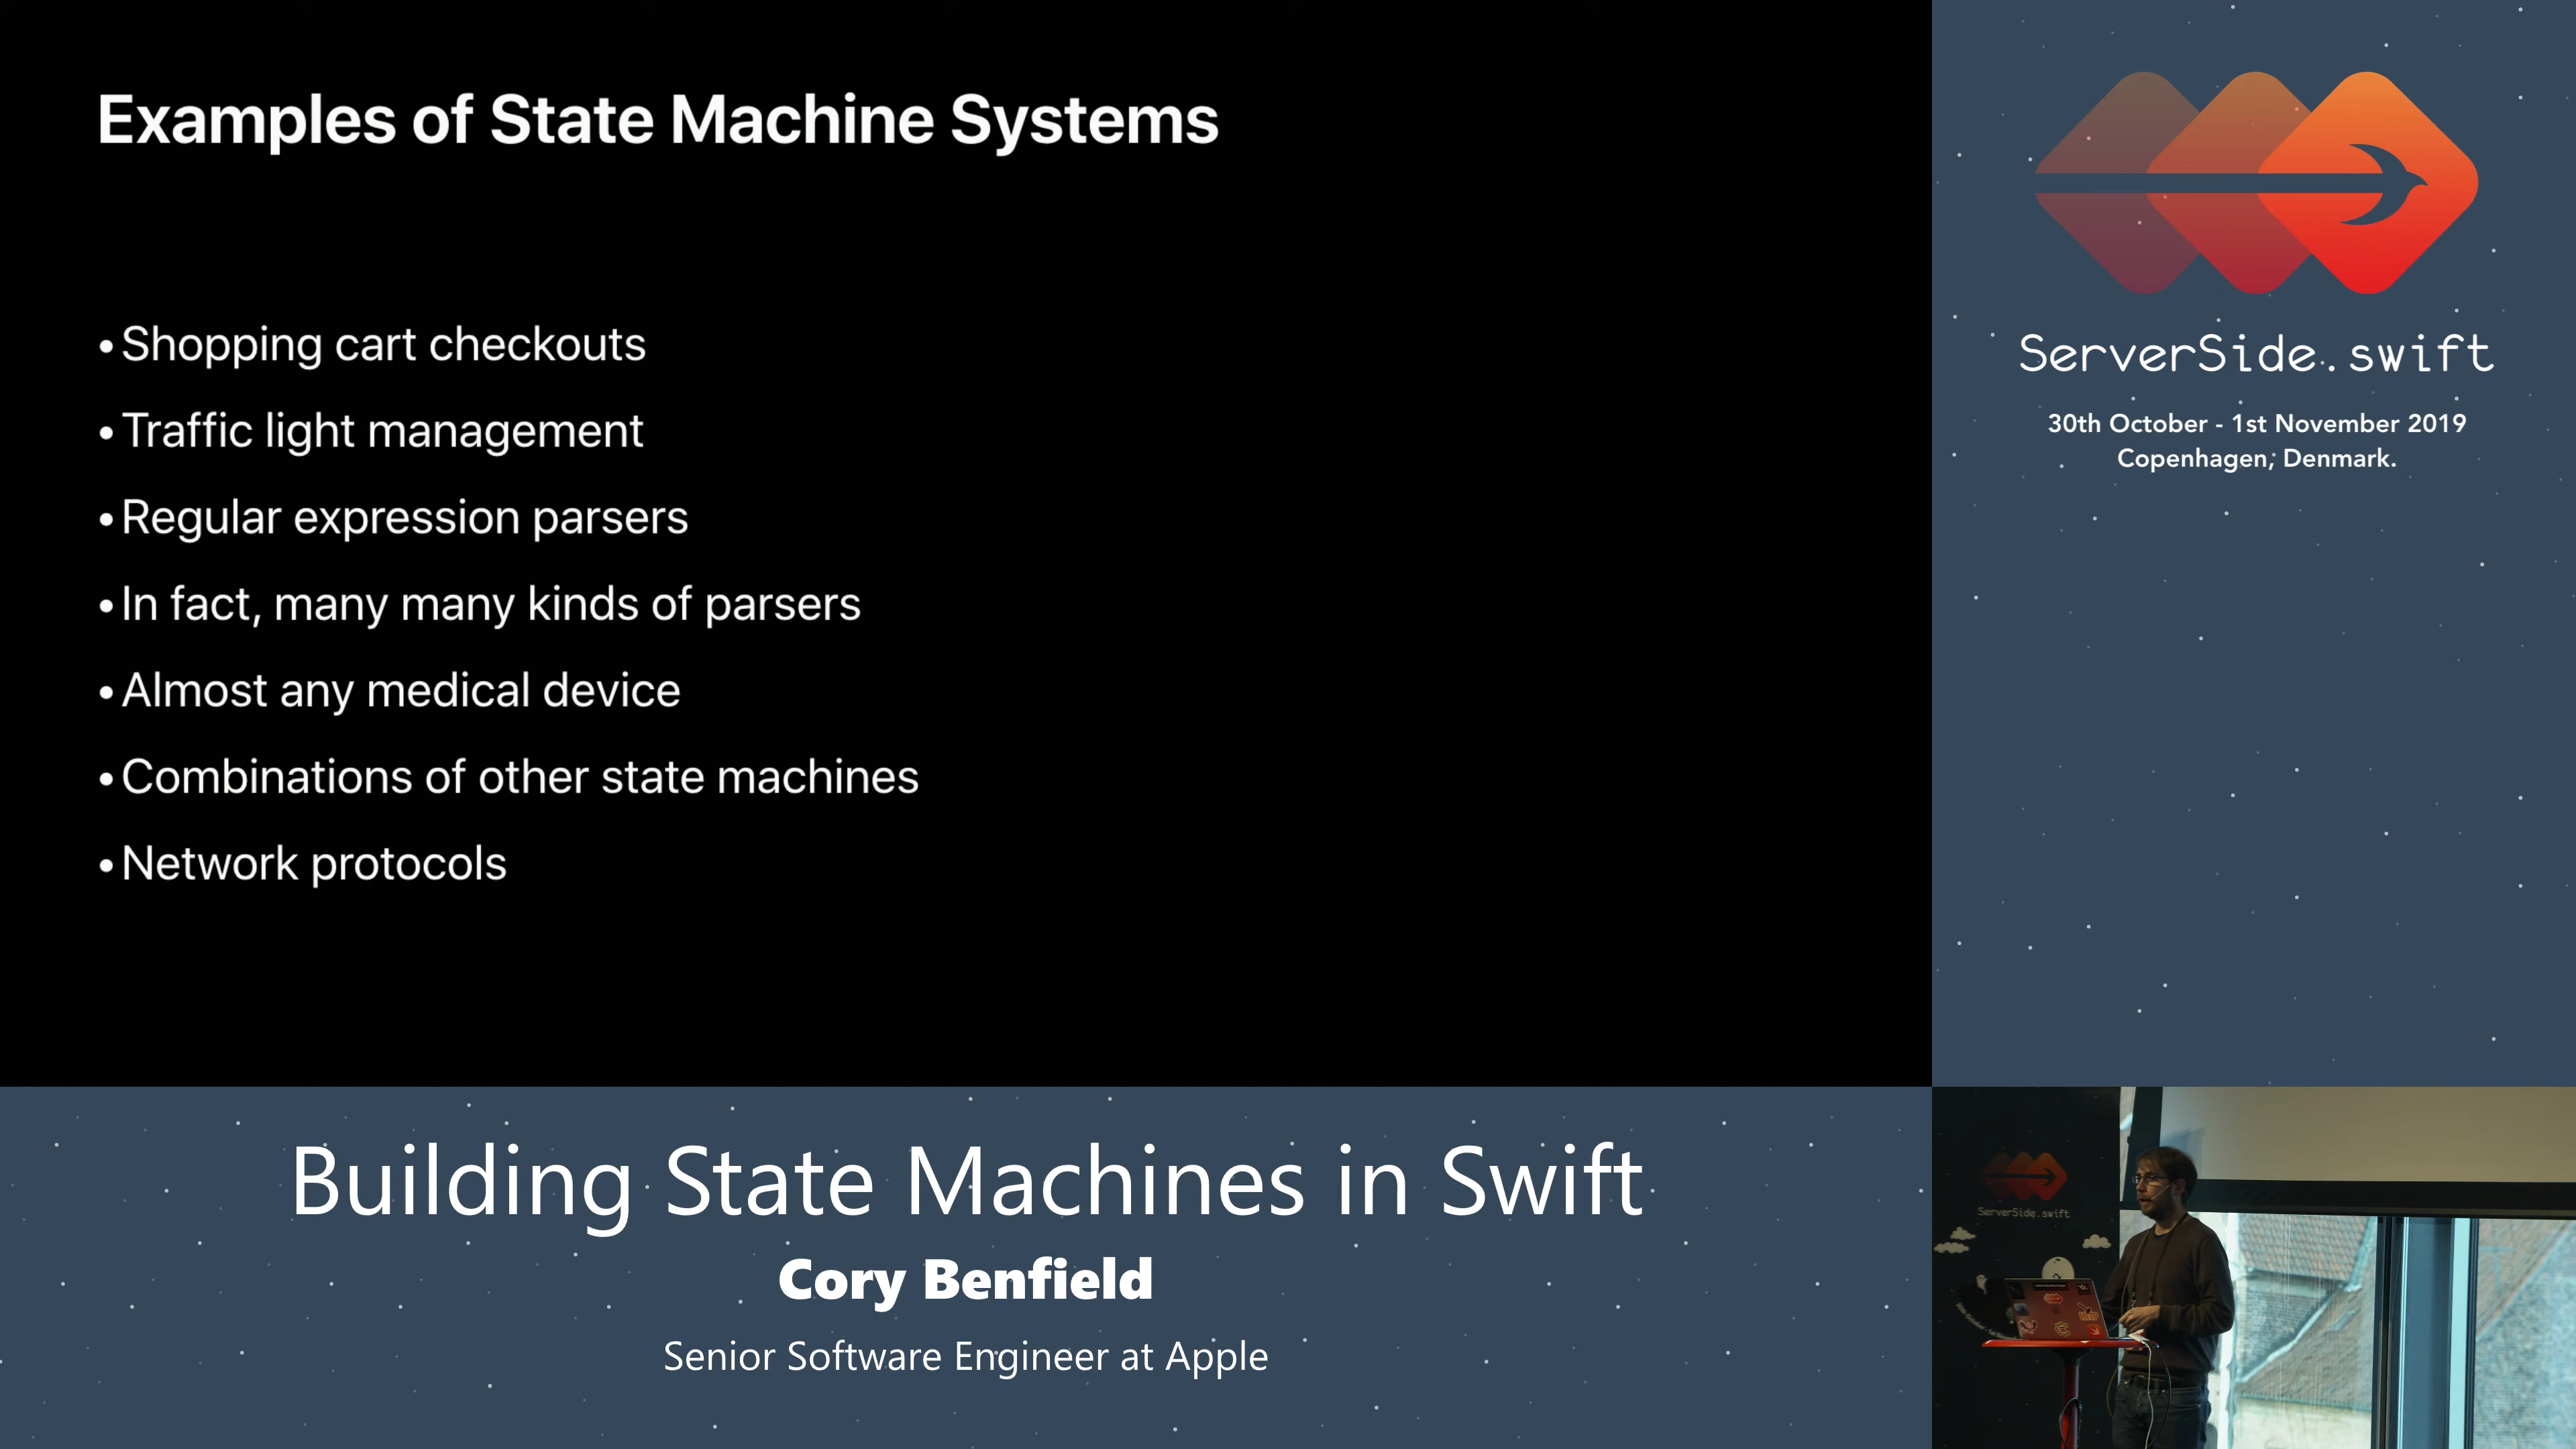 Examples of State Machine Systems
• Shopping cart checkouts
• Traffic light management
• Regular expression parsers
• In fact, many many kinds of parsers
• Almost any medical device
• Combinations of other state machines
• Network protocols
ServerSide.swift
30th October - 1st November 2019
Copenhagen, Denmark.
Building State Machines in Swift
Cory Benfield
Senior Software Engineer at Apple
ServerSide.swift